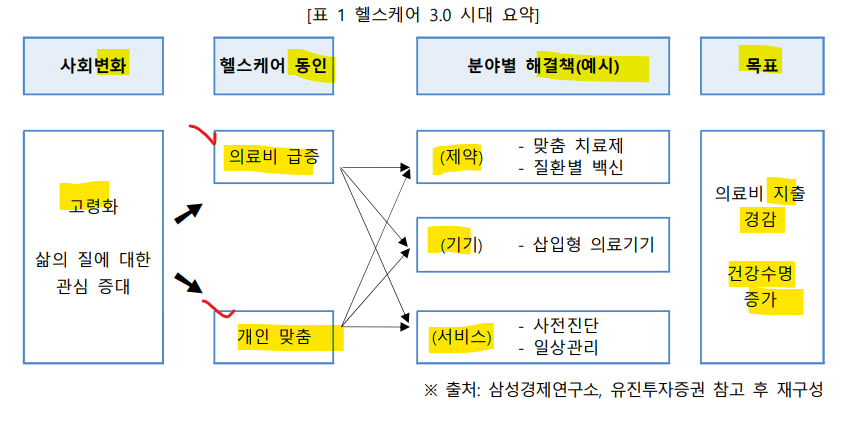 [표 1 헬스케어 3.0 시대 요약]
사회변화
헬스케어 동인
분야별 해결책(예시)
목표
고령화
삶의 질에 대한
관심 증대
의료비 급증
개인 맞춤
(제약)
- 맞춤 치료제
- 질환별 백신
(기기)
- 삽입형 의료기기
(서비스)
- 사전진단
- 일상관리
의료비 지출
경감
건강수명
증가
※ 출처: 삼성경제연구소, 유진투자증권 참고 후 재구성